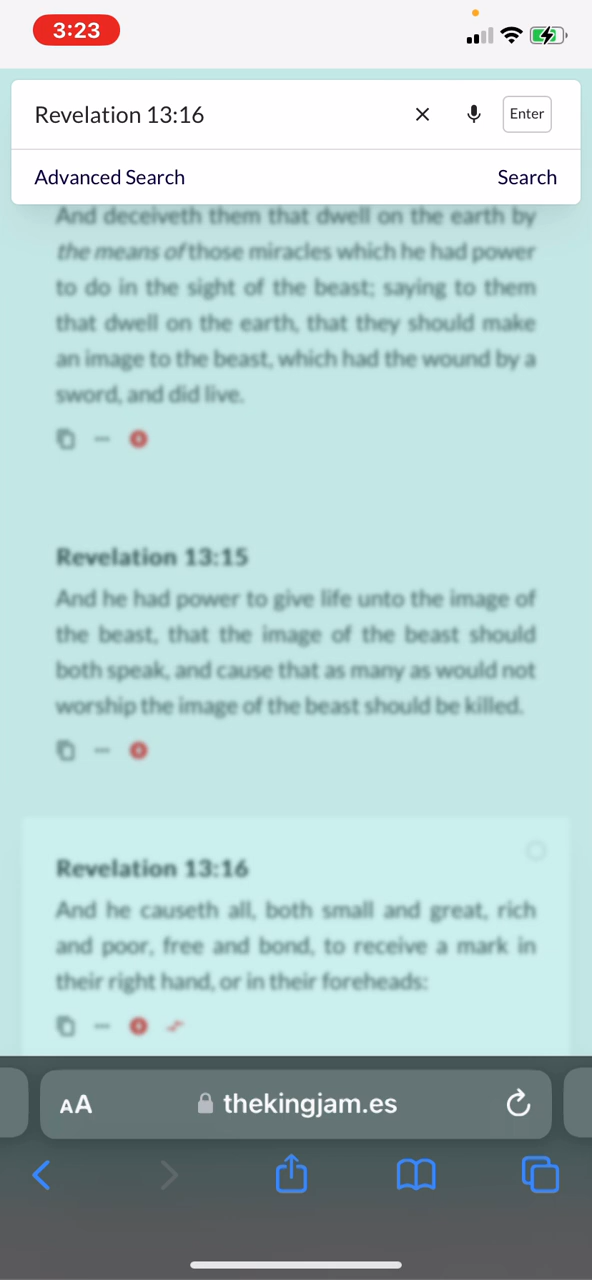 3:23
Revelation 13:16
Enter
Advanced Search
Search
And deceiveth them that dwell on the earth by
the means of those miracles which he had power
to do in the sight of the beast; saying to them
that dwell on the earth, that they should make
an image to the beast, which had the wound by a
sword, and did live.
Revelation 13:15
And he had power to give life unto the image of
the beast, that the image of the beast should
both speak, and cause that as many as would not
worship the image of the beast should be killed.
Revelation 13:16
And he causeth all, both small and great, rich
and poor, free and bond, to receive a mark in
their right hand, or in their foreheads:
AA
thekingjam.es